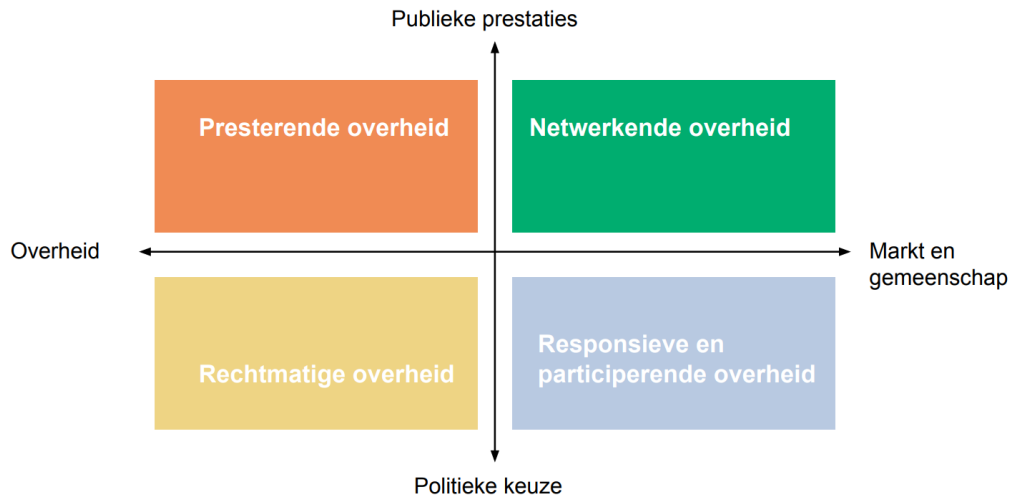 Publieke prestaties
Presterende overheid
Netwerkende overheid
Overheid
Markt en
gemeenschap
Rechtmatige overheid
Responsieve en
participerende overheid
Politieke keuze